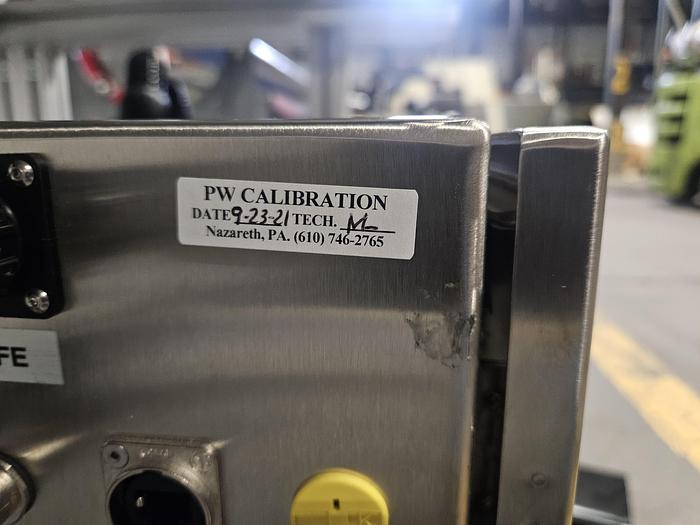 PW CALIBRATION
DATE 9-23-21 TECH.
Nazareth, PA. (610) 746-2765
FE